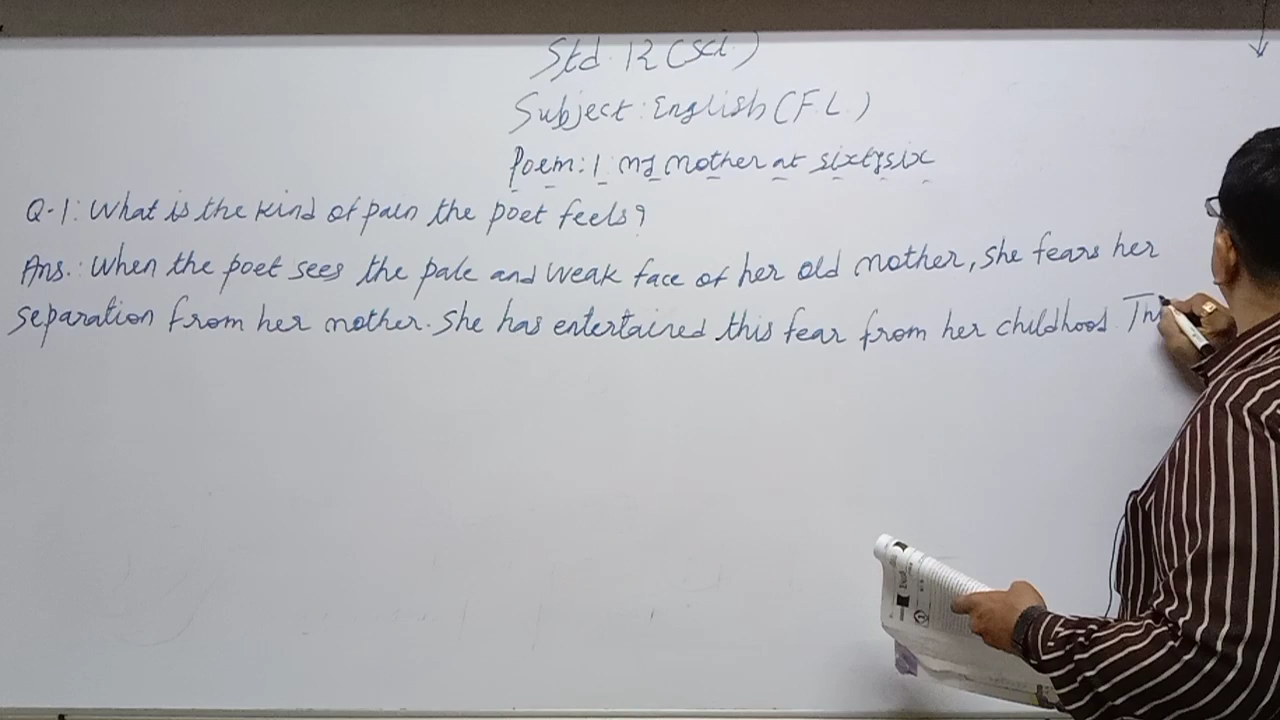 Std. 12 (Sci.)
Subject: English (F.L.)
Poem: 1 My Mother at sixtysix
Q-1: What is the kind of pain the poet feels?
Ans.: When the poet sees the pale and weak face of her old mother, she fears her
separation from her mother. She has entertained this fear from her childhood. Thi